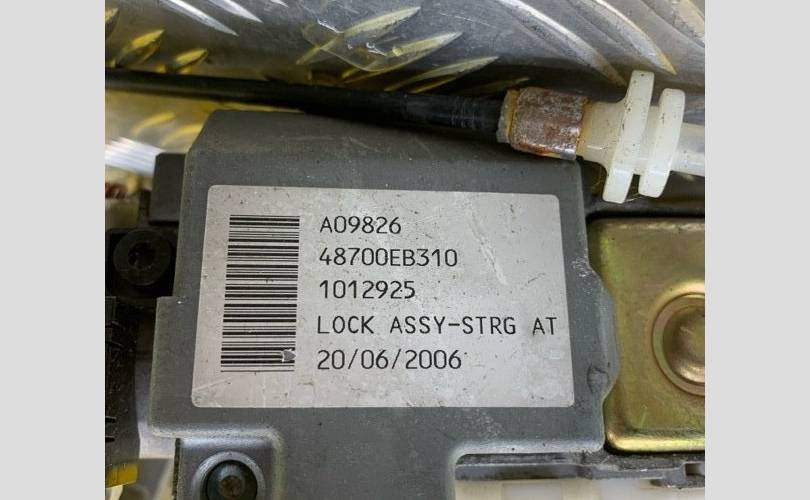 A09826
48700EB310
1012925
LOCK ASSY-STRG AT
20/06/2006